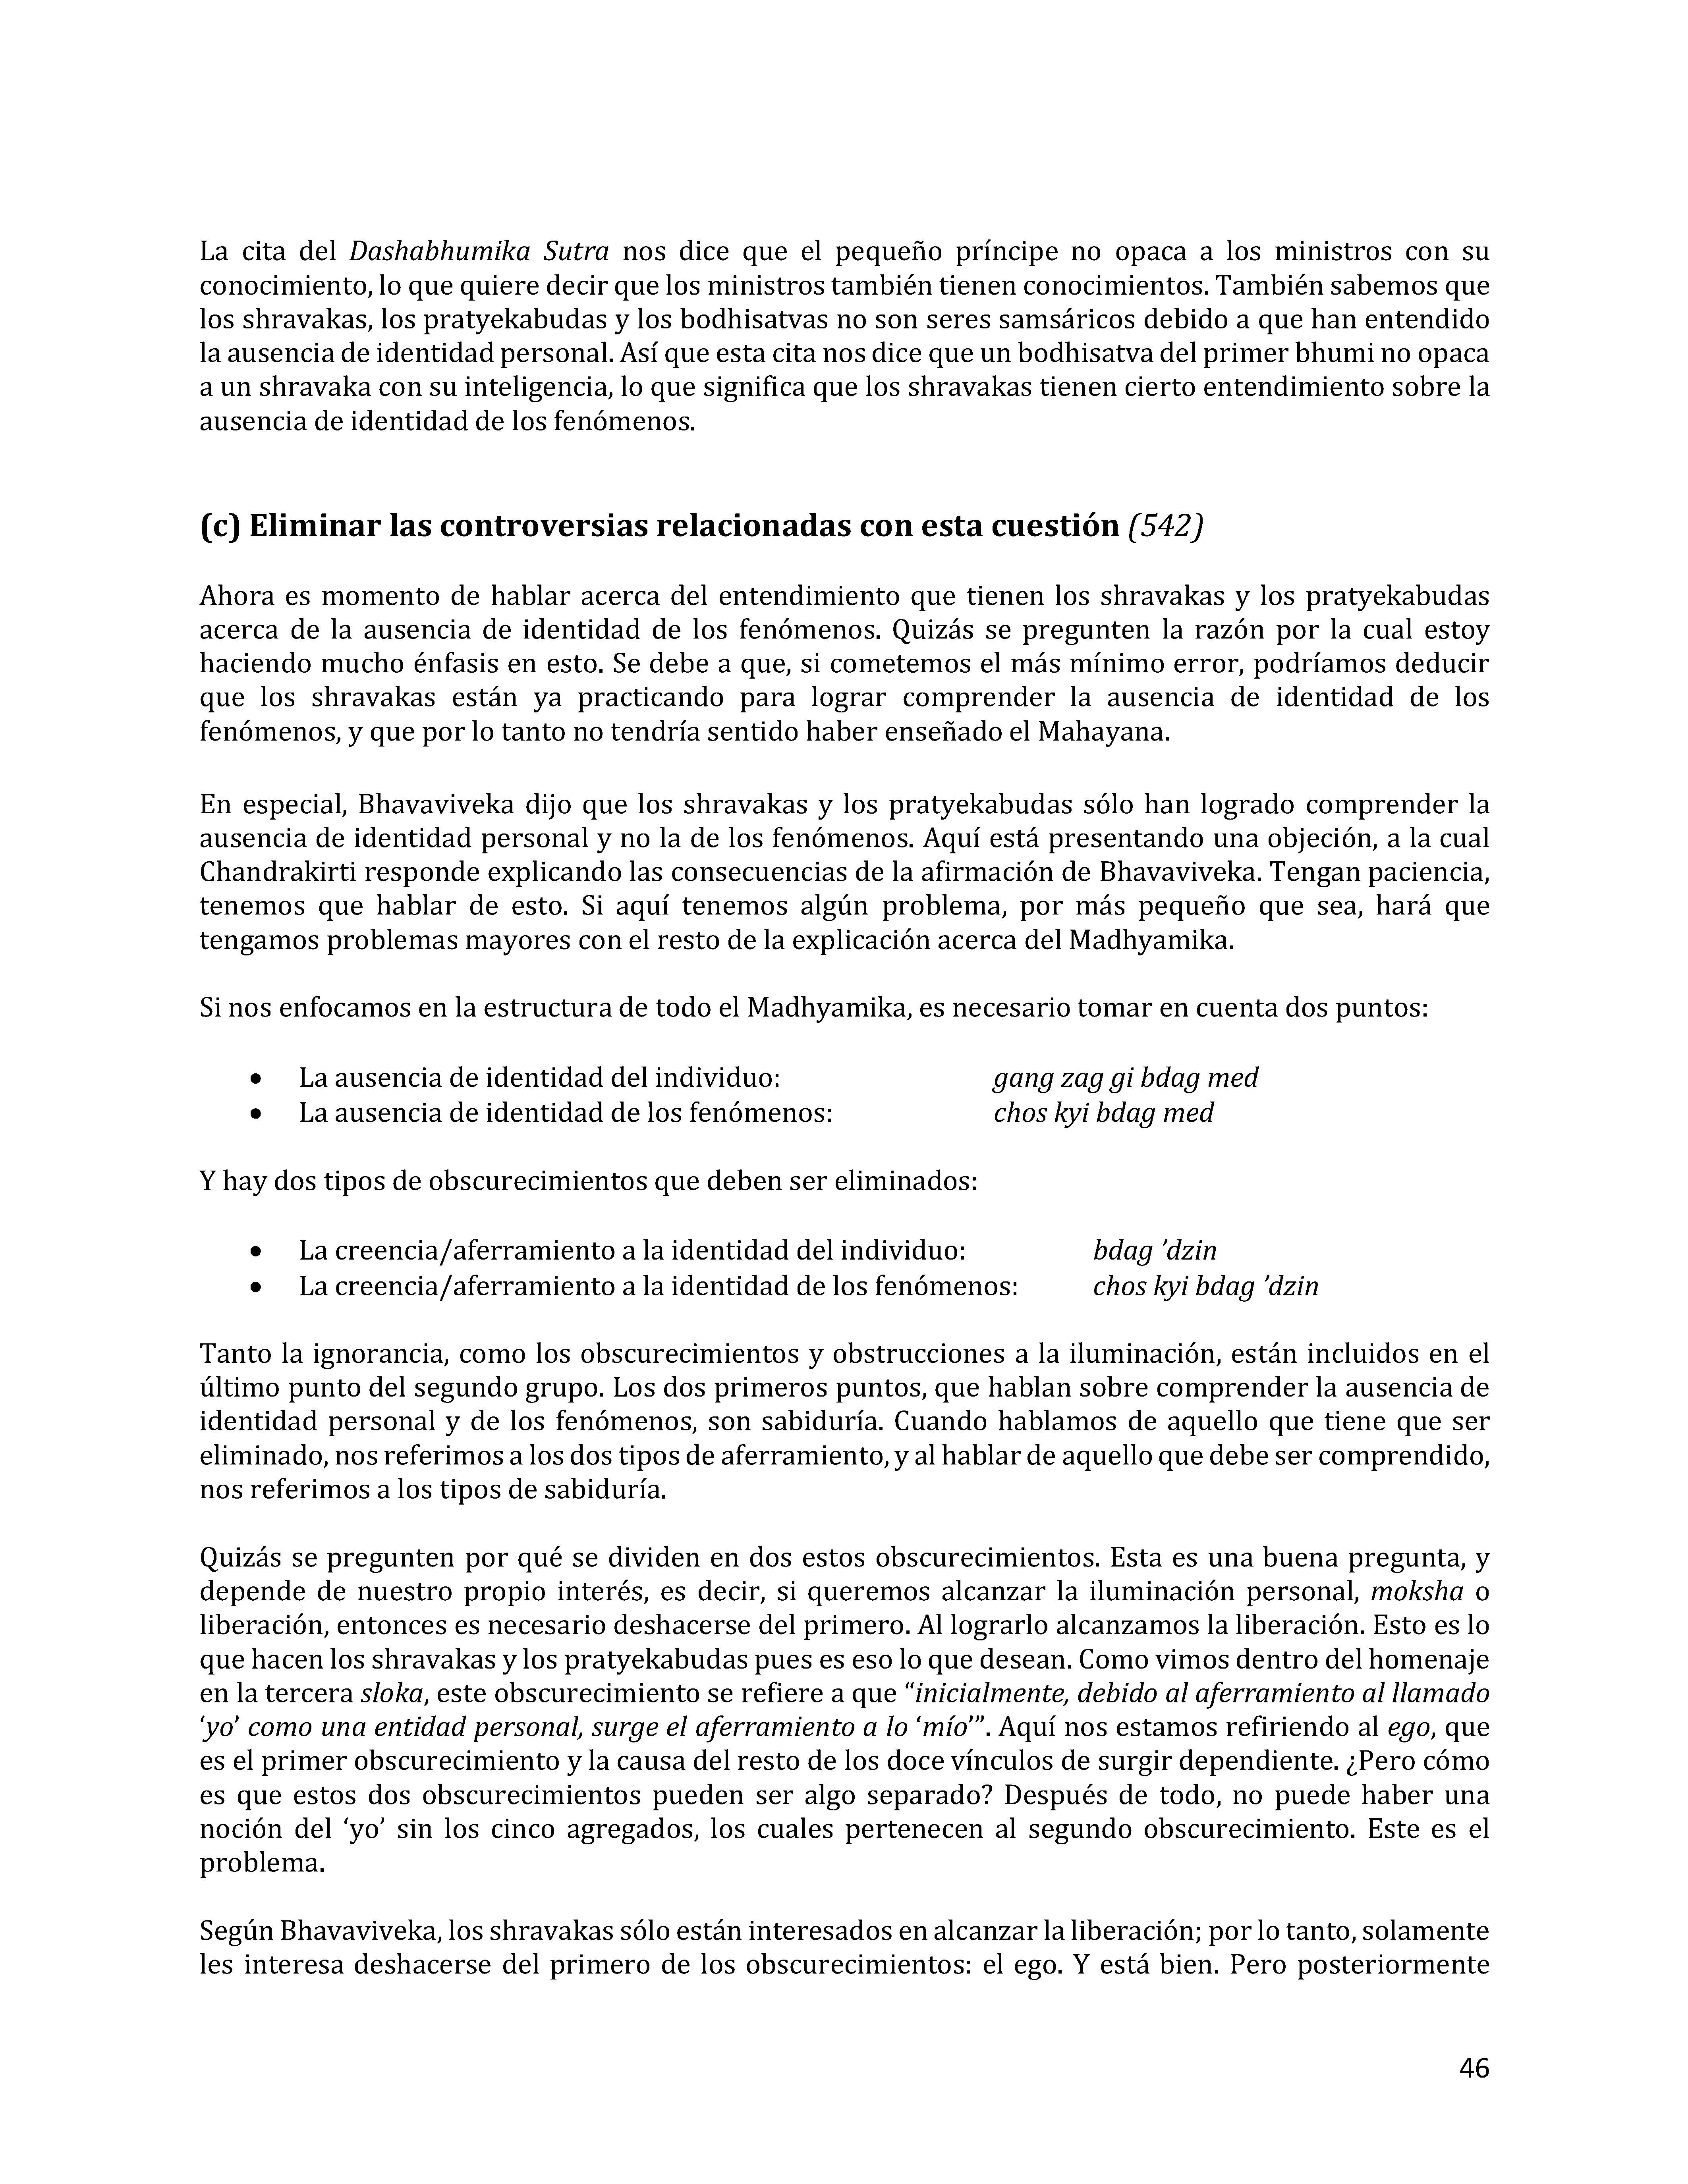 La cita del Dashabhumika Sutra nos dice que el pequeño príncipe no opaca a los ministros con su
conocimiento, lo que quiere decir que los ministros también tienen conocimientos. También sabemos que
los shravakas, los pratyekabudas y los bodhisatvas no son seres samsáricos debido a que han entendido
la ausencia de identidad personal. Así que esta cita nos dice que un bodhisatva del primer bhumi no opaca
a un shravaka con su inteligencia, lo que significa que los shravakas tienen cierto entendimiento sobre la
ausencia de identidad de los fenómenos.
(c) Eliminar las controversias relacionadas con esta cuestión (542)
Ahora es momento de hablar acerca del entendimiento que tienen los shravakas y los pratyekabudas
acerca de la ausencia de identidad de los fenómenos. Quizás se pregunten la razón por la cual estoy
haciendo mucho énfasis en esto. Se debe a que, si cometemos el más mínimo error, podríamos deducir
que los shravakas están ya practicando para lograr comprender la ausencia de identidad de los
fenómenos, y que por lo tanto no tendría sentido haber enseñado el Mahayana.
En especial, Bhavaviveka dijo que los shravakas y los pratyekabudas sólo han logrado comprender la
ausencia de identidad personal y no la de los fenómenos. Aquí está presentando una objeción, a la cual
Chandrakirti responde explicando las consecuencias de la afirmación de Bhavaviveka. Tengan paciencia,
tenemos que hablar de esto. Si aquí tenemos algún problema, por más pequeño que sea, hará que
tengamos problemas mayores con el resto de la explicación acerca del Madhyamika.
Si nos enfocamos en la estructura de todo el Madhyamika, es necesario tomar en cuenta dos puntos:
• La ausencia de identidad del individuo: gang zag gi bdag med
• La ausencia de identidad de los fenómenos: chos kyi bdag med
Y hay dos tipos de obscurecimientos que deben ser eliminados:
• La creencia/aferramiento a la identidad del individuo: bdag ’dzin
• La creencia/aferramiento a la identidad de los fenómenos: chos kyi bdag ’dzin
Tanto la ignorancia, como los obscurecimientos y obstrucciones a la iluminación, están incluidos en el
último punto del segundo grupo. Los dos primeros puntos, que hablan sobre comprender la ausencia de
identidad personal y de los fenómenos, son sabiduría. Cuando hablamos de aquello que tiene que ser
eliminado, nos referimos a los dos tipos de aferramiento, y al hablar de aquello que debe ser comprendido,
nos referimos a los tipos de sabiduría.
Quizás se pregunten por qué se dividen en dos estos obscurecimientos. Esta es una buena pregunta, y
depende de nuestro propio interés, es decir, si queremos alcanzar la iluminación personal, moksha o
liberación, entonces es necesario deshacerse del primero. Al lograrlo alcanzamos la liberación. Esto es lo
que hacen los shravakas y los pratyekabudas pues es eso lo que desean. Como vimos dentro del homenaje
en la tercera sloka, este obscurecimiento se refiere a que “inicialmente, debido al aferramiento al llamado
‘yo’ como una entidad personal, surge el aferramiento a lo ‘mío’”. Aquí nos estamos refiriendo al ego, que
es el primer obscurecimiento y la causa del resto de los doce vínculos de surgir dependiente. ¿Pero cómo
es que estos dos obscurecimientos pueden ser algo separado? Después de todo, no puede haber una
noción del ‘yo’ sin los cinco agregados, los cuales pertenecen al segundo obscurecimiento. Este es el
problema.
Según Bhavaviveka, los shravakas sólo están interesados en alcanzar la liberación; por lo tanto, solamente
les interesa deshacerse del primero de los obscurecimientos: el ego. Y está bien. Pero posteriormente
46